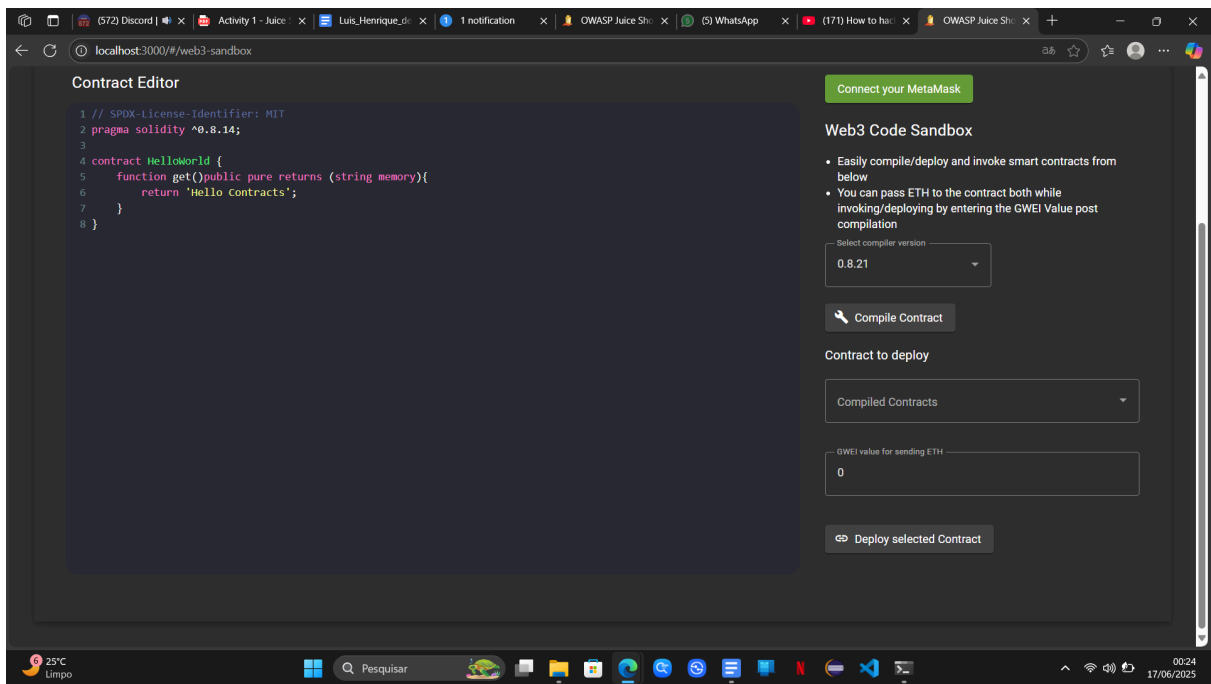 (572) Discord |
Activity 1 - Juice
Luis_Henrique_de
1 notification
OWASP Juice Sho
(5) WhatsApp
(171) How to hac
OWASP Juice Sho
localhost:3000/#/web3-sandbox
Contract Editor
1 // SPDX-License-Identifier: MIT
2 pragma solidity ^0.8.14;
3
4 contract HelloWorld {
5 function get()public pure returns (string memory){
6 return 'Hello Contracts';
7 }
8 }
Connect your MetaMask
Web3 Code Sandbox
• Easily compile/deploy and invoke smart contracts from
below
• You can pass ETH to the contract both while
invoking/deploying by entering the GWEI Value post
compilation
Select compiler version
0.8.21
Compile Contract
Contract to deploy
Compiled Contracts
GWEI value for sending ETH
0
Deploy selected Contract
6
25°C
Limpo
Pesquisar
00:24
17/06/2025